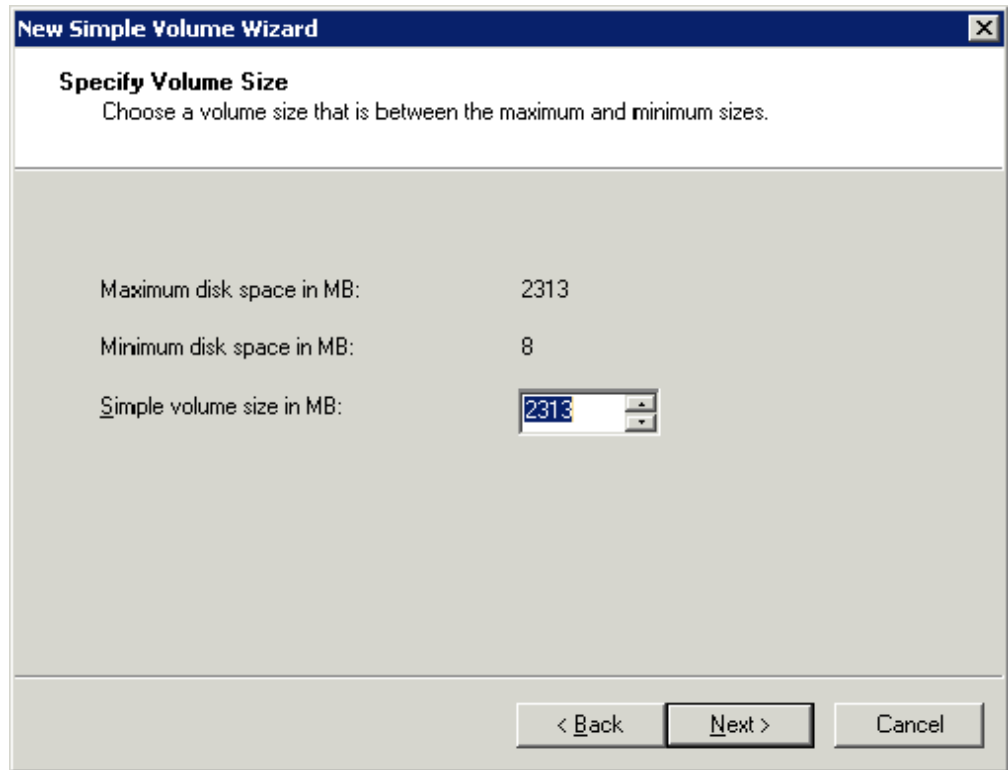 New Simple Volume Wizard
Specify Volume Size
Choose a volume size that is between the maximum and minimum sizes.
Maximum disk space in MB: 2313
Minimum disk space in MB: 8
Simple volume size in MB: 2313
< Back Next > Cancel